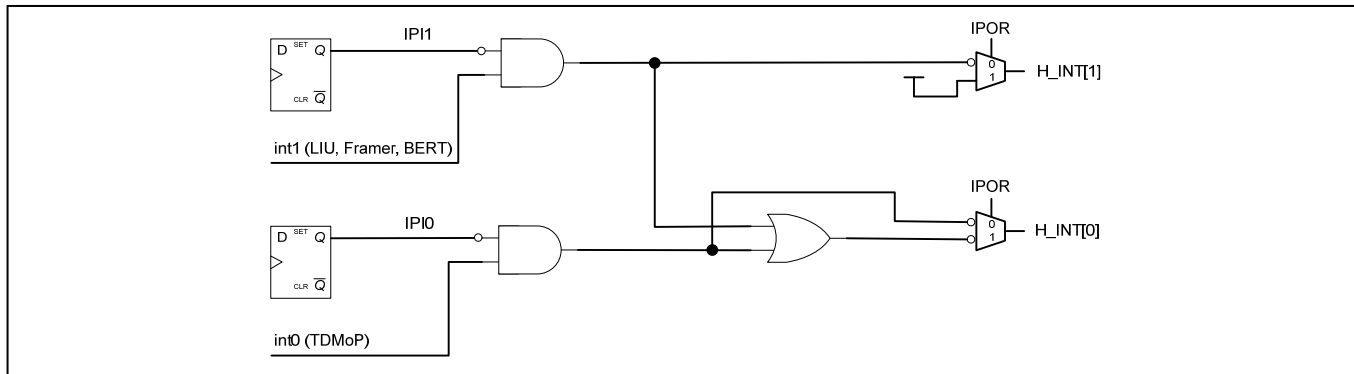 IPI1
IPOR
D SET Q
0
1
H_INT[1]
CLR Q
int1 (LIU, Framer, BERT)
IPOR
IPI0
D SET Q
0
1
H_INT[0]
CLR Q
int0 (TDMoP)